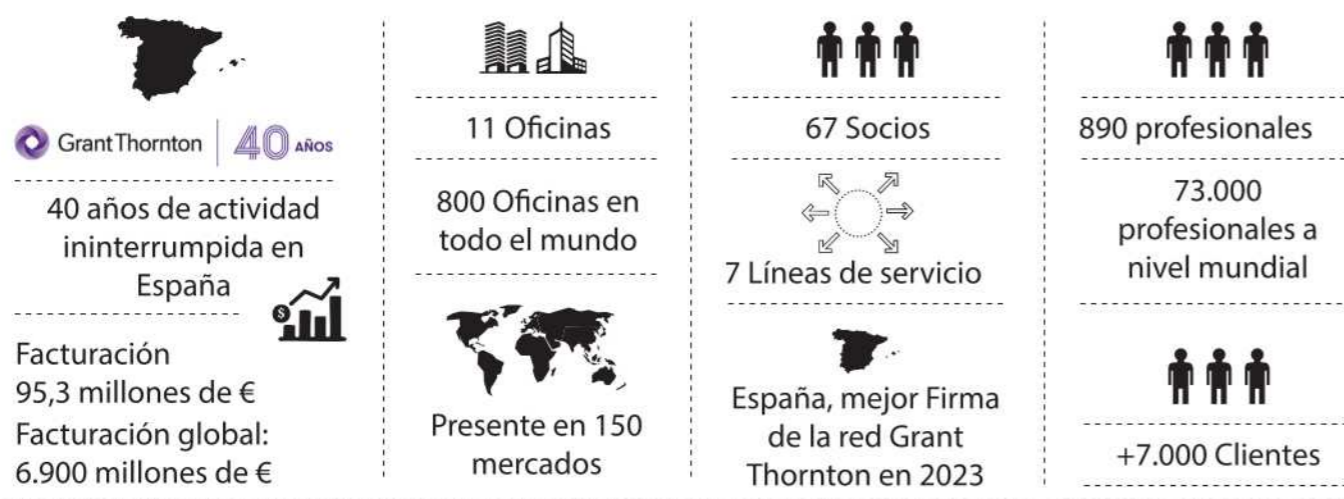 GrantThornton
40 AÑOS
40 años de actividad
ininterrumpida en
España
$
Facturación
95,3 millones de €
Facturación global:
6.900 millones de €
11 Oficinas
800 Oficinas en
todo el mundo
Presente en 150
mercados
67 Socios
7 Líneas de servicio
España, mejor Firma
de la red Grant
Thornton en 2023
890 profesionales
73.000
profesionales a
nivel mundial
+7.000 Clientes